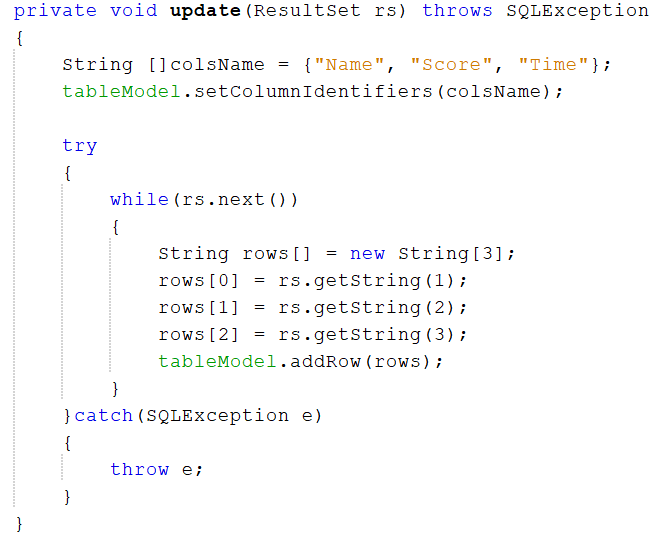 private void update(ResultSet rs) throws SQLException
{
    String []colsName = {"Name", "Score", "Time"};
    tableModel.setColumnIdentifiers(colsName);

    try
    {
        while(rs.next())
        {
            String rows[] = new String[3];
            rows[0] = rs.getString(1);
            rows[1] = rs.getString(2);
            rows[2] = rs.getString(3);
            tableModel.addRow(rows);
        }
    }catch(SQLException e)
    {
        throw e;
    }
}